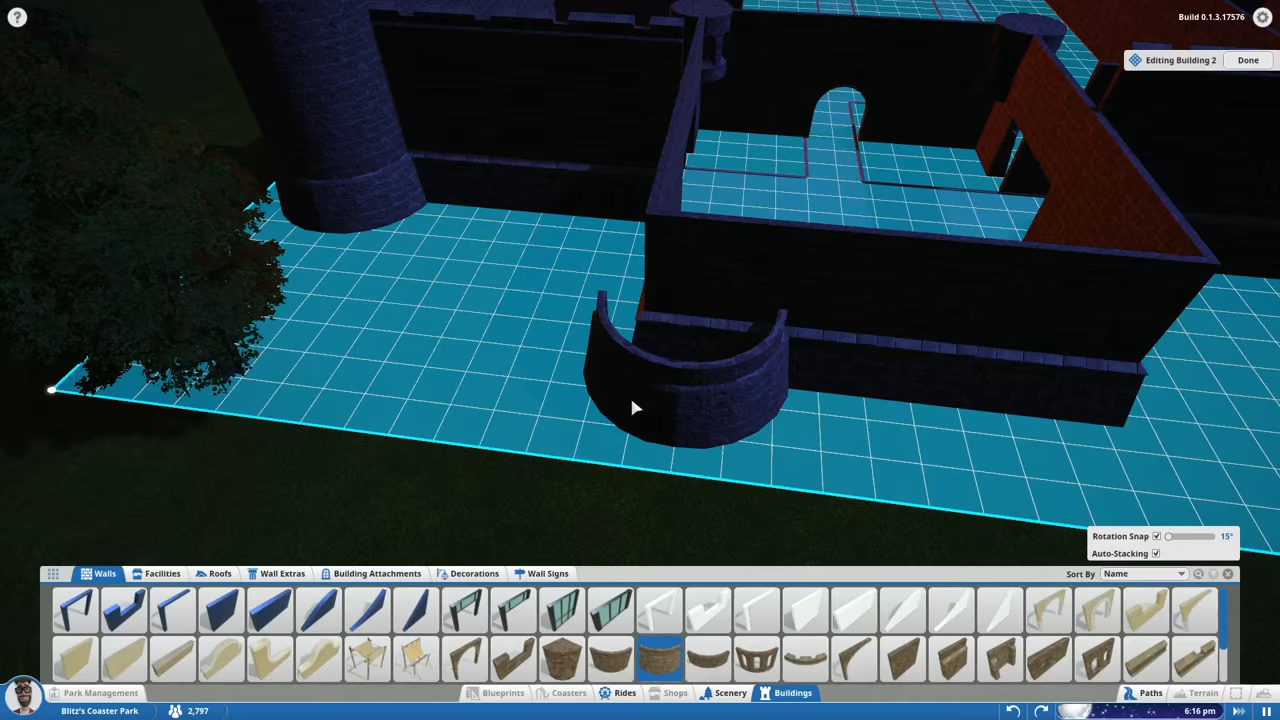 ?
Build 0.1.3.17576
Editing Building 2 Done
Rotation Snap 15°
Auto-Stacking
Walls Facilities Roofs Wall Extras Building Attachments Decorations Wall Signs Sort By Name
Park Management Blueprints Coasters Rides Shops Scenery Buildings Paths Terrain
Blitz's Coaster Park 2,797 6:16 pm